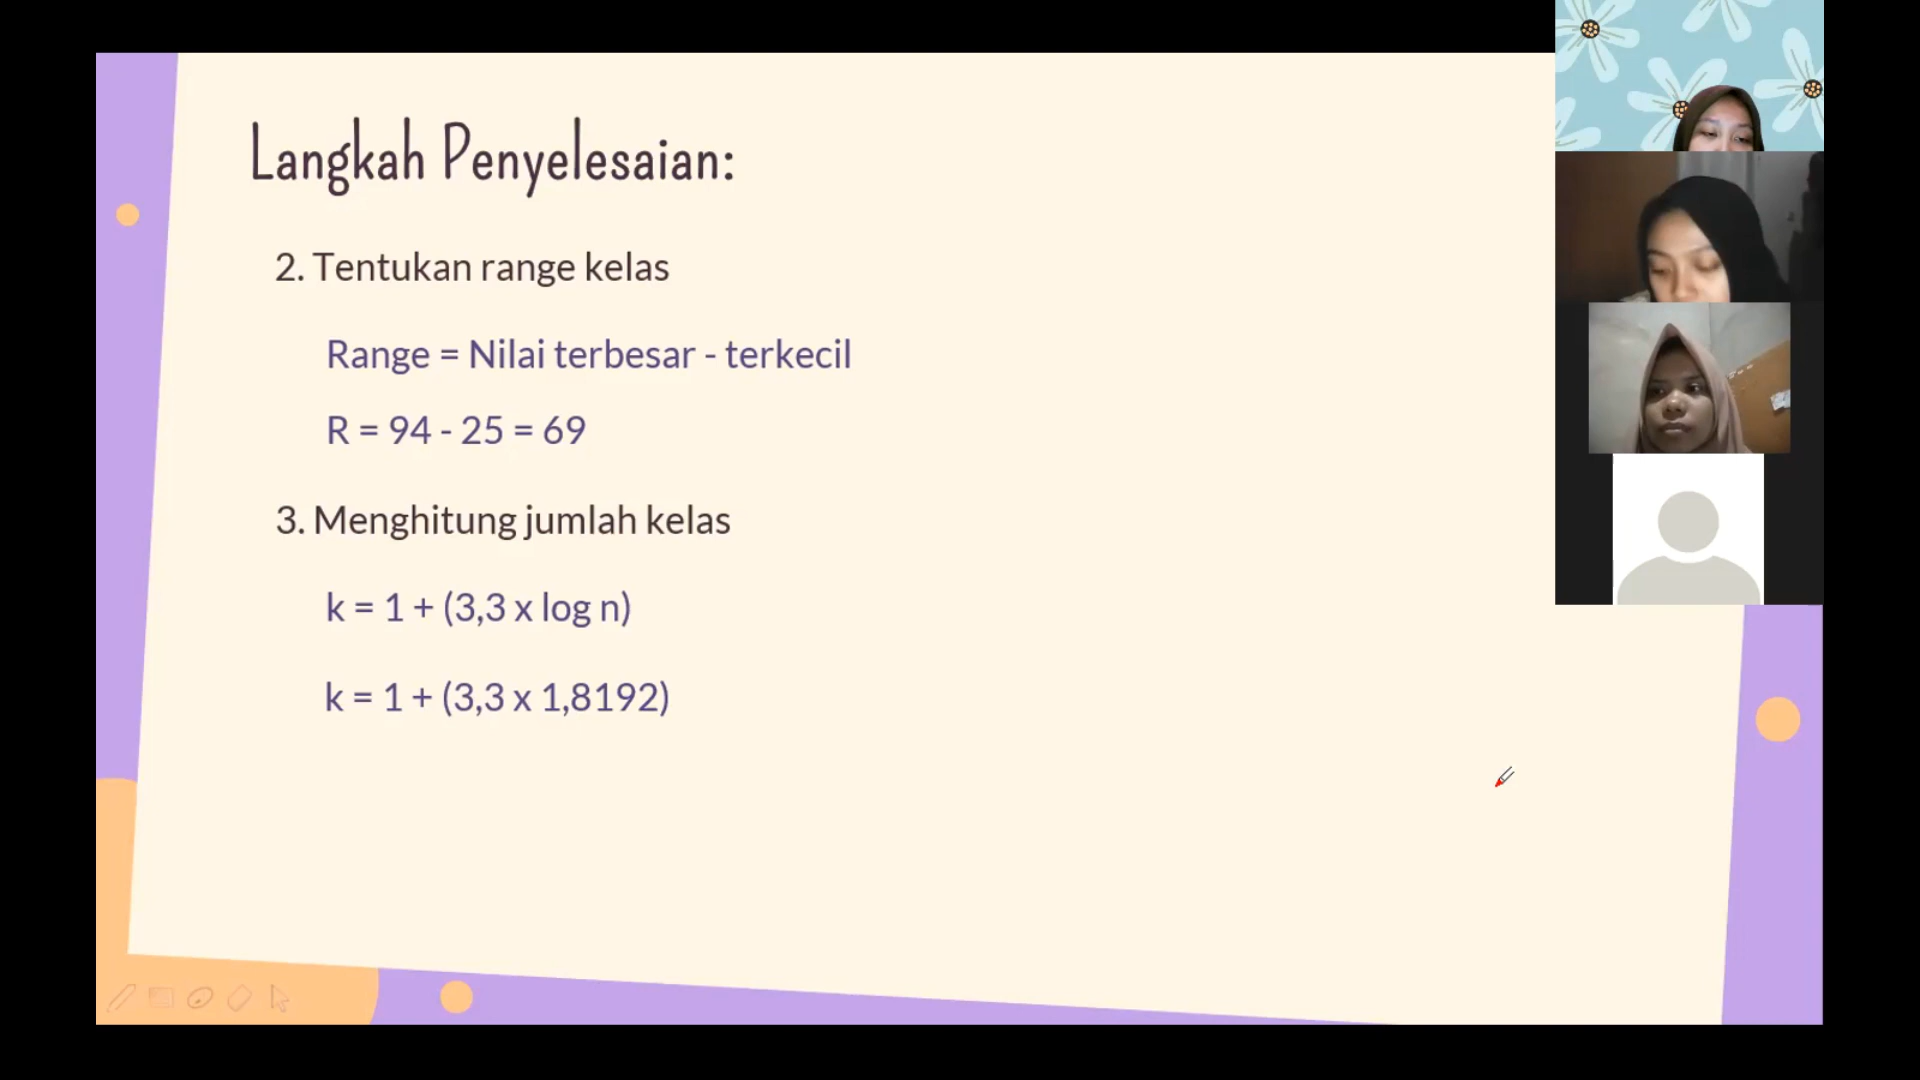 Langkah Penyelesaian:
2. Tentukan range kelas
Range = Nilai terbesar - terkecil
R = 94 - 25 = 69
3. Menghitung jumlah kelas
k = 1 + (3,3 x log n)
k = 1 + (3,3 x 1,8192)